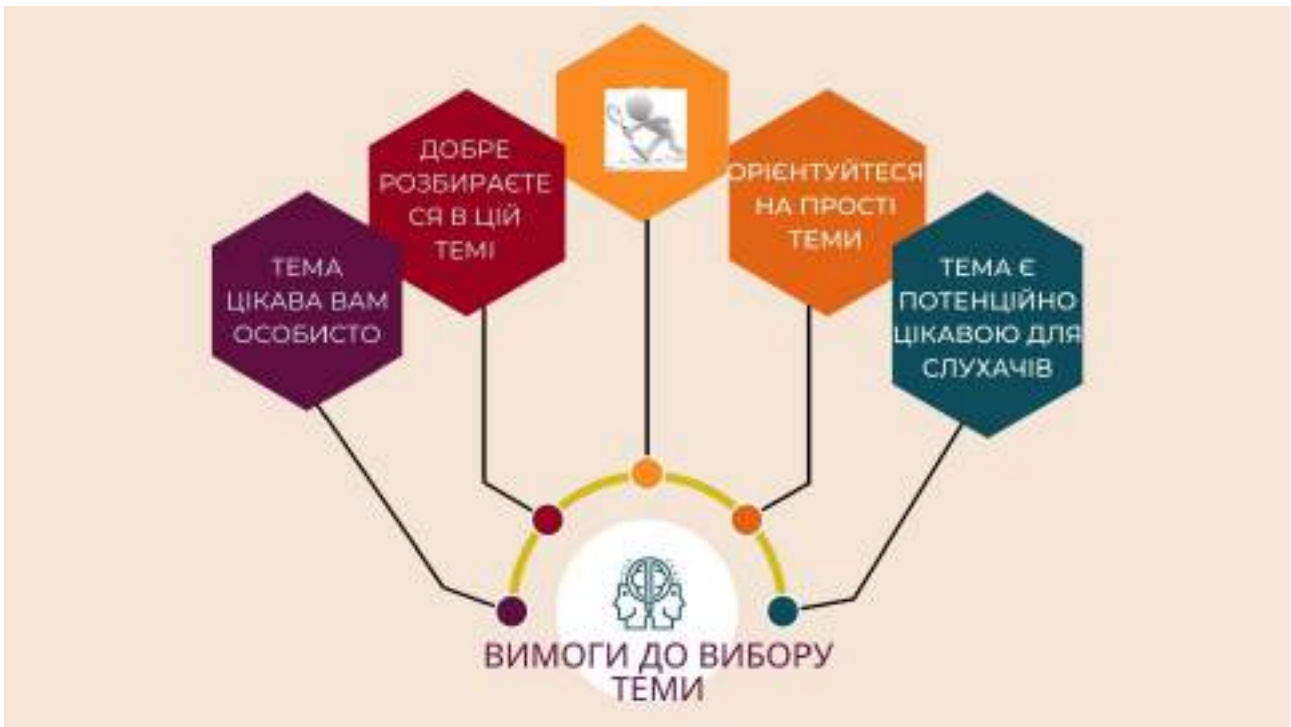 ТЕМА
ЦІКАВА ВАМ
ОСОБИСТО
ДОБРЕ
РОЗБИРАЄТЕ
СЯ В ЦІЙ
ТЕМІ
ОРІЄНТУЙТЕСЯ
НА ПРОСТІ
ТЕМИ
ТЕМА Є
ПОТЕНЦІЙНО
ЦІКАВОЮ ДЛЯ
СЛУХАЧІВ
ВИМОГИ ДО ВИБОРУ
ТЕМИ